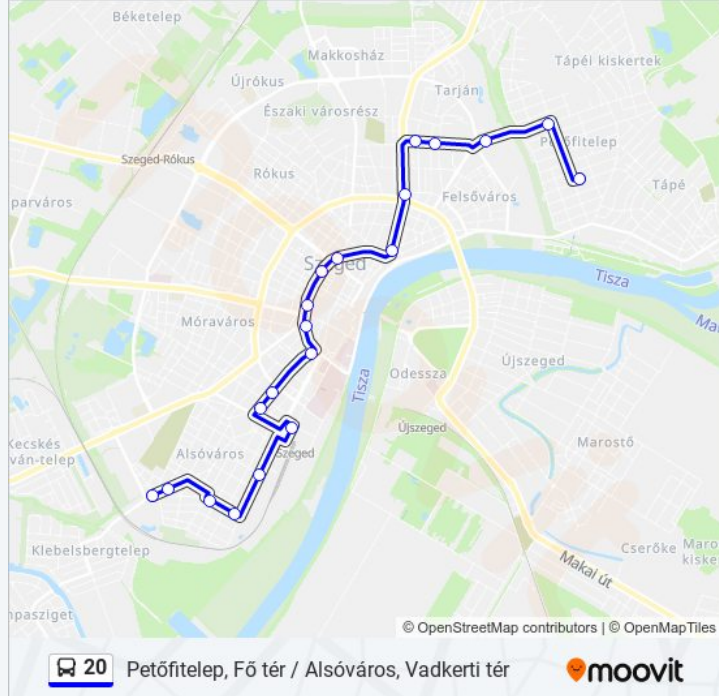 Béketelep
Makkosház
Tápéi kiskertek
Újrókus
Tarján
Északi városrész
Petőfitelep
Szeged-Rókus
Rókus
Felsőváros
Tápé
parváros
Szeged
Tisza
Ma
Móraváros
Odessza
Újszeged
Tisza
Újszeged
Marostő
Kecskés
ván-telep
Alsóváros
Szeged
Klebelsbergtelep
Cserőke
Maro
kiske
Makai út
npasziget
© OpenStreetMap contributors | © OpenMapTiles
20 Petőfitelep, Fő tér / Alsóváros, Vadkerti tér moovit